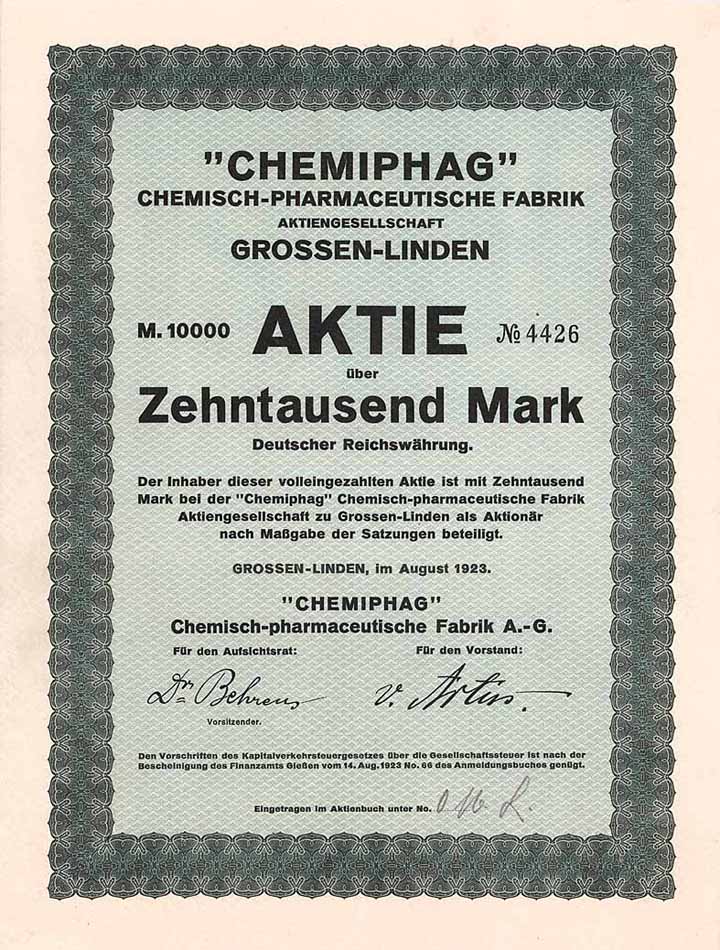 "CHEMIPHAG"
CHEMISCH-PHARMACEUTISCHE FABRIK
AKTIENGESELLSCHAFT
GROSSEN-LINDEN
M. 10000 AKTIE No 4426
über
Zehntausend Mark
Deutscher Reichswährung.
Der Inhaber dieser volleingezahlten Aktie ist mit Zehntausend
Mark bei der "Chemiphag" Chemisch-pharmaceutische Fabrik
Aktiengesellschaft zu Grossen-Linden als Aktionär
nach Maßgabe der Satzungen beteiligt.
GROSSEN-LINDEN, im August 1923.
"CHEMIPHAG"
Chemisch-pharmaceutische Fabrik A.-G.
Für den Aufsichtsrat: Für den Vorstand:
Dr. Behrens v. Artus.
Vorsitzender.
Den Vorschriften des Kapitalverkehrsteuergesetzes über die Gesellschaftssteuer ist nach der
Bescheinigung des Finanzamts Gießen vom 14. Aug. 1923 No. 66 des Anmeldungsbuches genügt.
Eingetragen im Aktienbuch unter No.